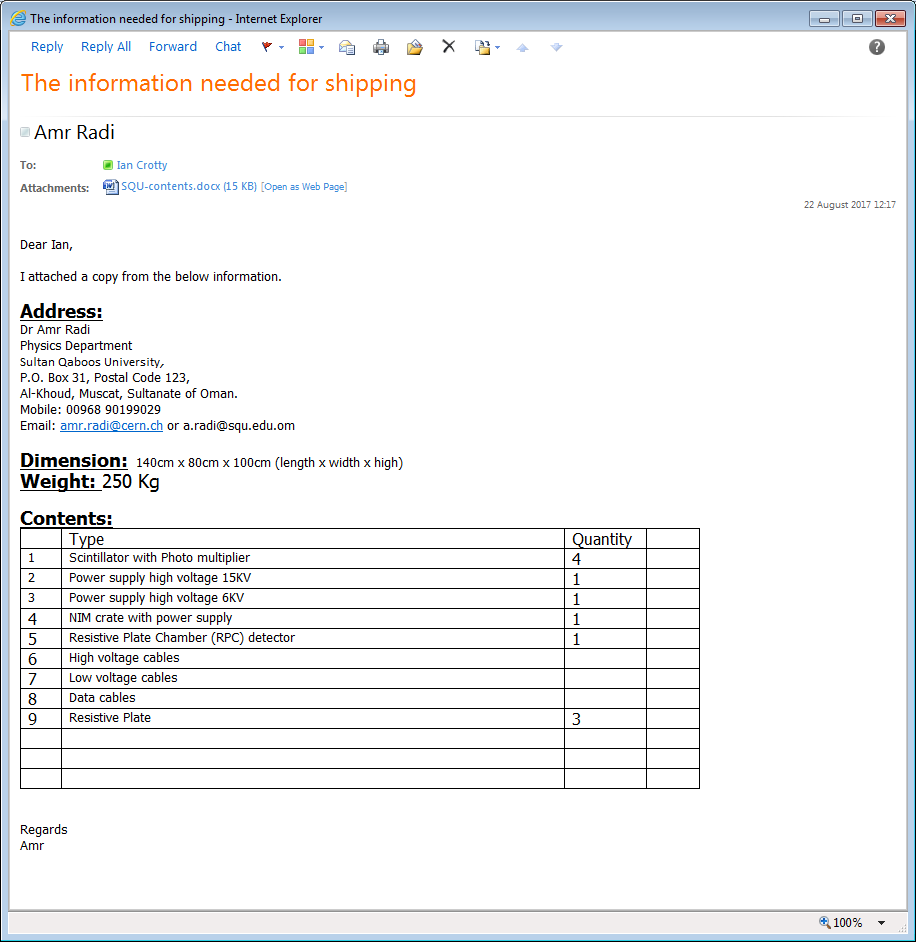 The information needed for shipping - Internet Explorer
Reply Reply All Forward Chat
The information needed for shipping
Amr Radi
To: Ian Crotty
Attachments: SQU-contents.docx (15 KB) [Open as Web Page]
22 August 2017 12:17
Dear Ian,
I attached a copy from the below information.
Address:
Dr Amr Radi
Physics Department
Sultan Qaboos University,
P.O. Box 31, Postal Code 123,
Al-Khoud, Muscat, Sultanate of Oman.
Mobile: 00968 90199029
Email: amr.radi@cern.ch or a.radi@squ.edu.om
Dimension: 140cm x 80cm x 100cm (length x width x high)
Weight: 250 Kg
Contents:
Type Quantity
1 Scintillator with Photo multiplier 4
2 Power supply high voltage 15KV 1
3 Power supply high voltage 6KV 1
4 NIM crate with power supply 1
5 Resistive Plate Chamber (RPC) detector 1
6 High voltage cables
7 Low voltage cables
8 Data cables
9 Resistive Plate 3
Regards
Amr
100%